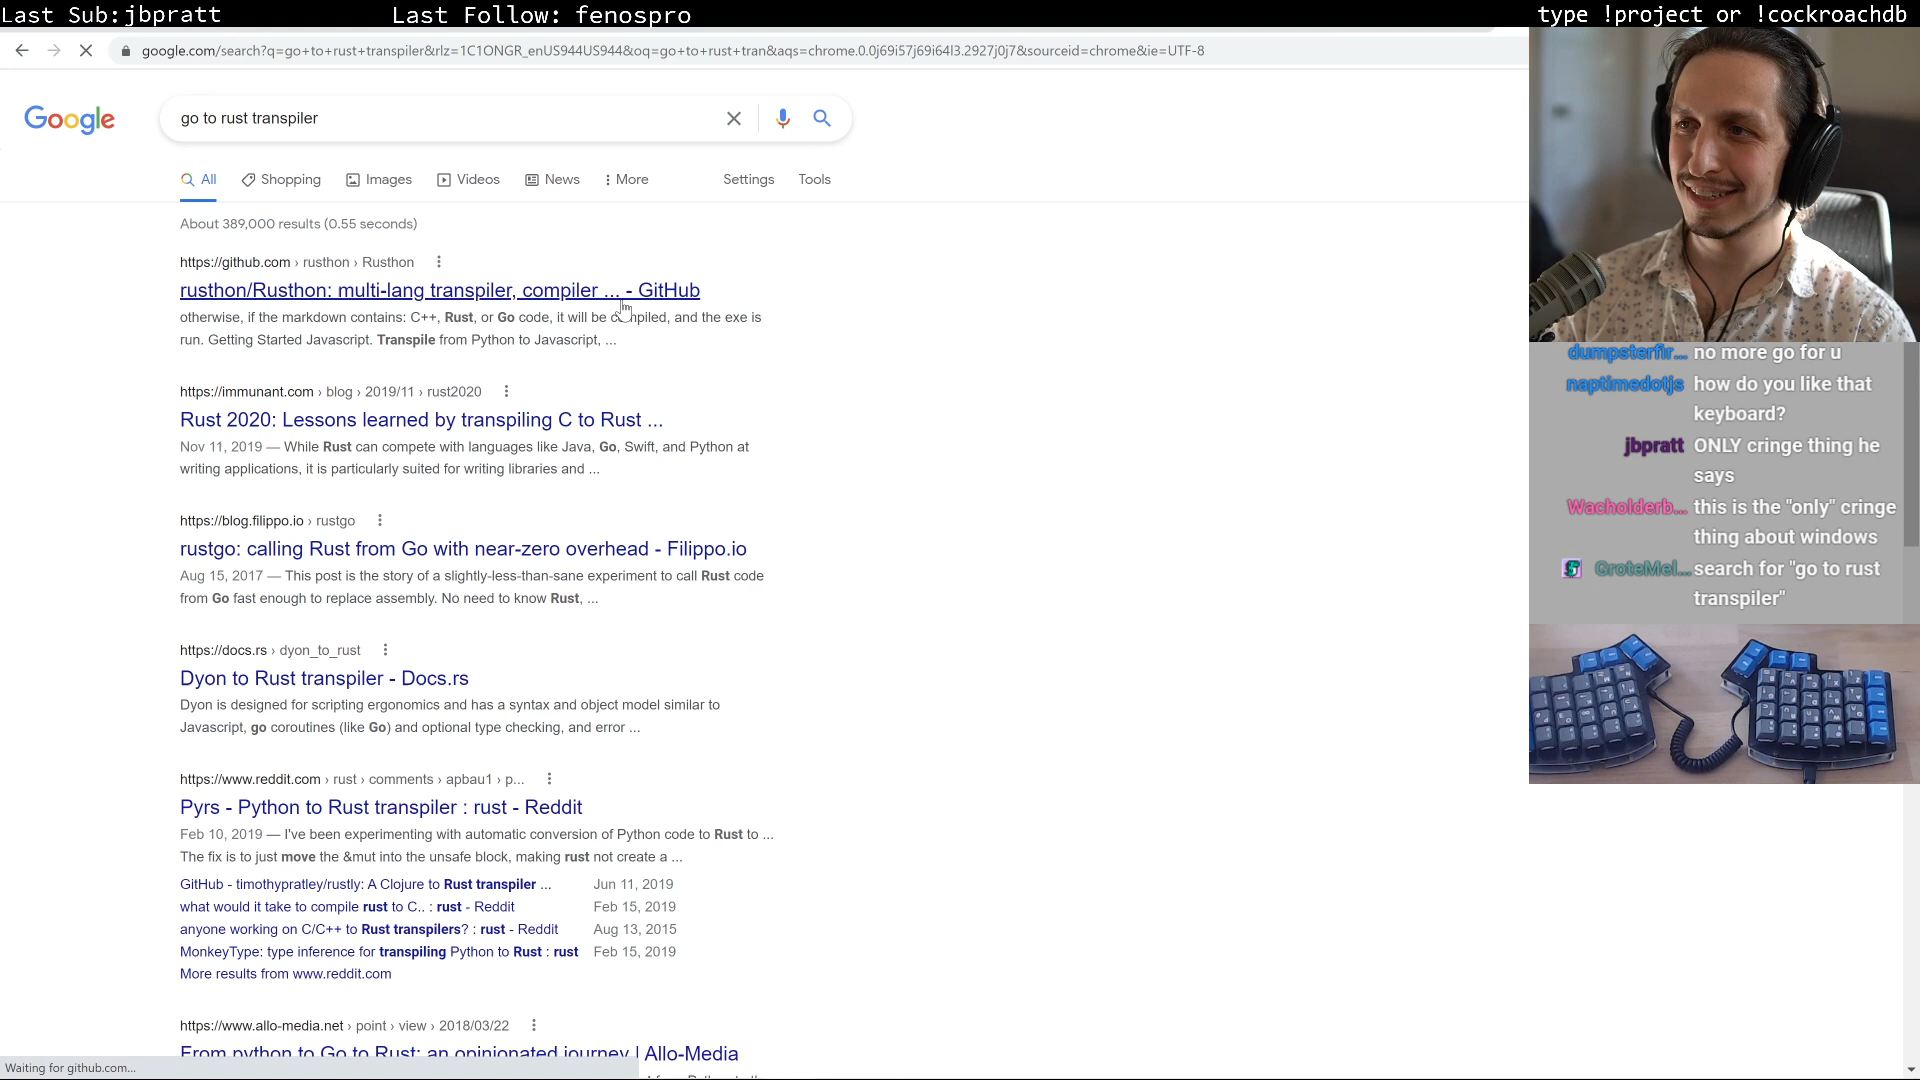 Last Sub:jbpratt
Last Follow: fenospro
type !project or !cockroachdb
google.com/search?q=go+to+rust+transpiler&rlz=1C1ONGR_enUS944US944&oq=go+to+rust+tran&aqs=chrome.0.0j69i57j69i64l3.2927j0j7&sourceid=chrome&ie=UTF-8
Google
go to rust transpiler
All
Shopping
Images
Videos
News
More
Settings
Tools
About 389,000 results (0.55 seconds)
https://github.com › rusthon › Rusthon
rusthon/Rusthon: multi-lang transpiler, compiler ... - GitHub
otherwise, if the markdown contains: C++, Rust, or Go code, it will be compiled, and the exe is
run. Getting Started Javascript. Transpile from Python to Javascript, ...
https://immunant.com › blog › 2019/11 › rust2020
Rust 2020: Lessons learned by transpiling C to Rust ...
Nov 11, 2019 — While Rust can compete with languages like Java, Go, Swift, and Python at
writing applications, it is particularly suited for writing libraries and ...
https://blog.filippo.io › rustgo
rustgo: calling Rust from Go with near-zero overhead - Filippo.io
Aug 15, 2017 — This post is the story of a slightly-less-than-sane experiment to call Rust code
from Go fast enough to replace assembly. No need to know Rust, ...
https://docs.rs › dyon_to_rust
Dyon to Rust transpiler - Docs.rs
Dyon is designed for scripting ergonomics and has a syntax and object model similar to
Javascript, go coroutines (like Go) and optional type checking, and error ...
https://www.reddit.com › rust › comments › apbau1 › p...
Pyrs - Python to Rust transpiler : rust - Reddit
Feb 10, 2019 — I've been experimenting with automatic conversion of Python code to Rust to ...
The fix is to just move the &mut into the unsafe block, making rust not create a ...
GitHub - timothypratley/rustly: A Clojure to Rust transpiler ... Jun 11, 2019
what would it take to compile rust to C.. : rust - Reddit Feb 15, 2019
anyone working on C/C++ to Rust transpilers? : rust - Reddit Aug 13, 2015
MonkeyType: type inference for transpiling Python to Rust : rust Feb 15, 2019
More results from www.reddit.com
https://www.allo-media.net › point › view › 2018/03/22
From python to Go to Rust: an opinionated journey | Allo-Media
Waiting for github.com...
dumpsterfir... no more go for u
naptimedotjs how do you like that
keyboard?
jbpratt ONLY cringe thing he
says
Wacholderb... this is the "only" cringe
thing about windows
GroteMel... search for "go to rust
transpiler"